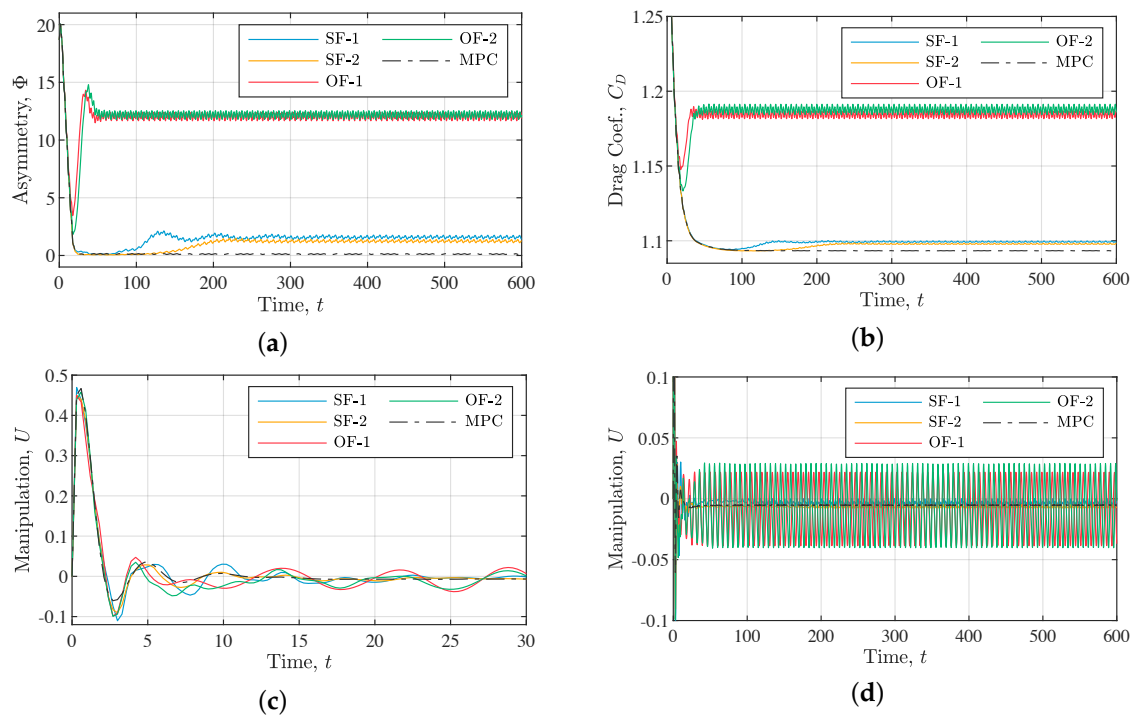 20
15
10
5
0
Asymmetry, Φ
SF-1
SF-2
OF-1
OF-2
MPC
0 100 200 300 400 500 600
Time, t
(a)
1.25
1.2
1.15
1.1
Drag Coef., C_D
SF-1
SF-2
OF-1
OF-2
MPC
0 100 200 300 400 500 600
Time, t
(b)
0.5
0.4
0.3
0.2
0.1
0
-0.1
Manipulation, U
SF-1
SF-2
OF-1
OF-2
MPC
0 5 10 15 20 25 30
Time, t
(c)
0.1
0.05
0
-0.05
-0.1
Manipulation, U
SF-1
SF-2
OF-1
OF-2
MPC
0 100 200 300 400 500 600
Time, t
(d)